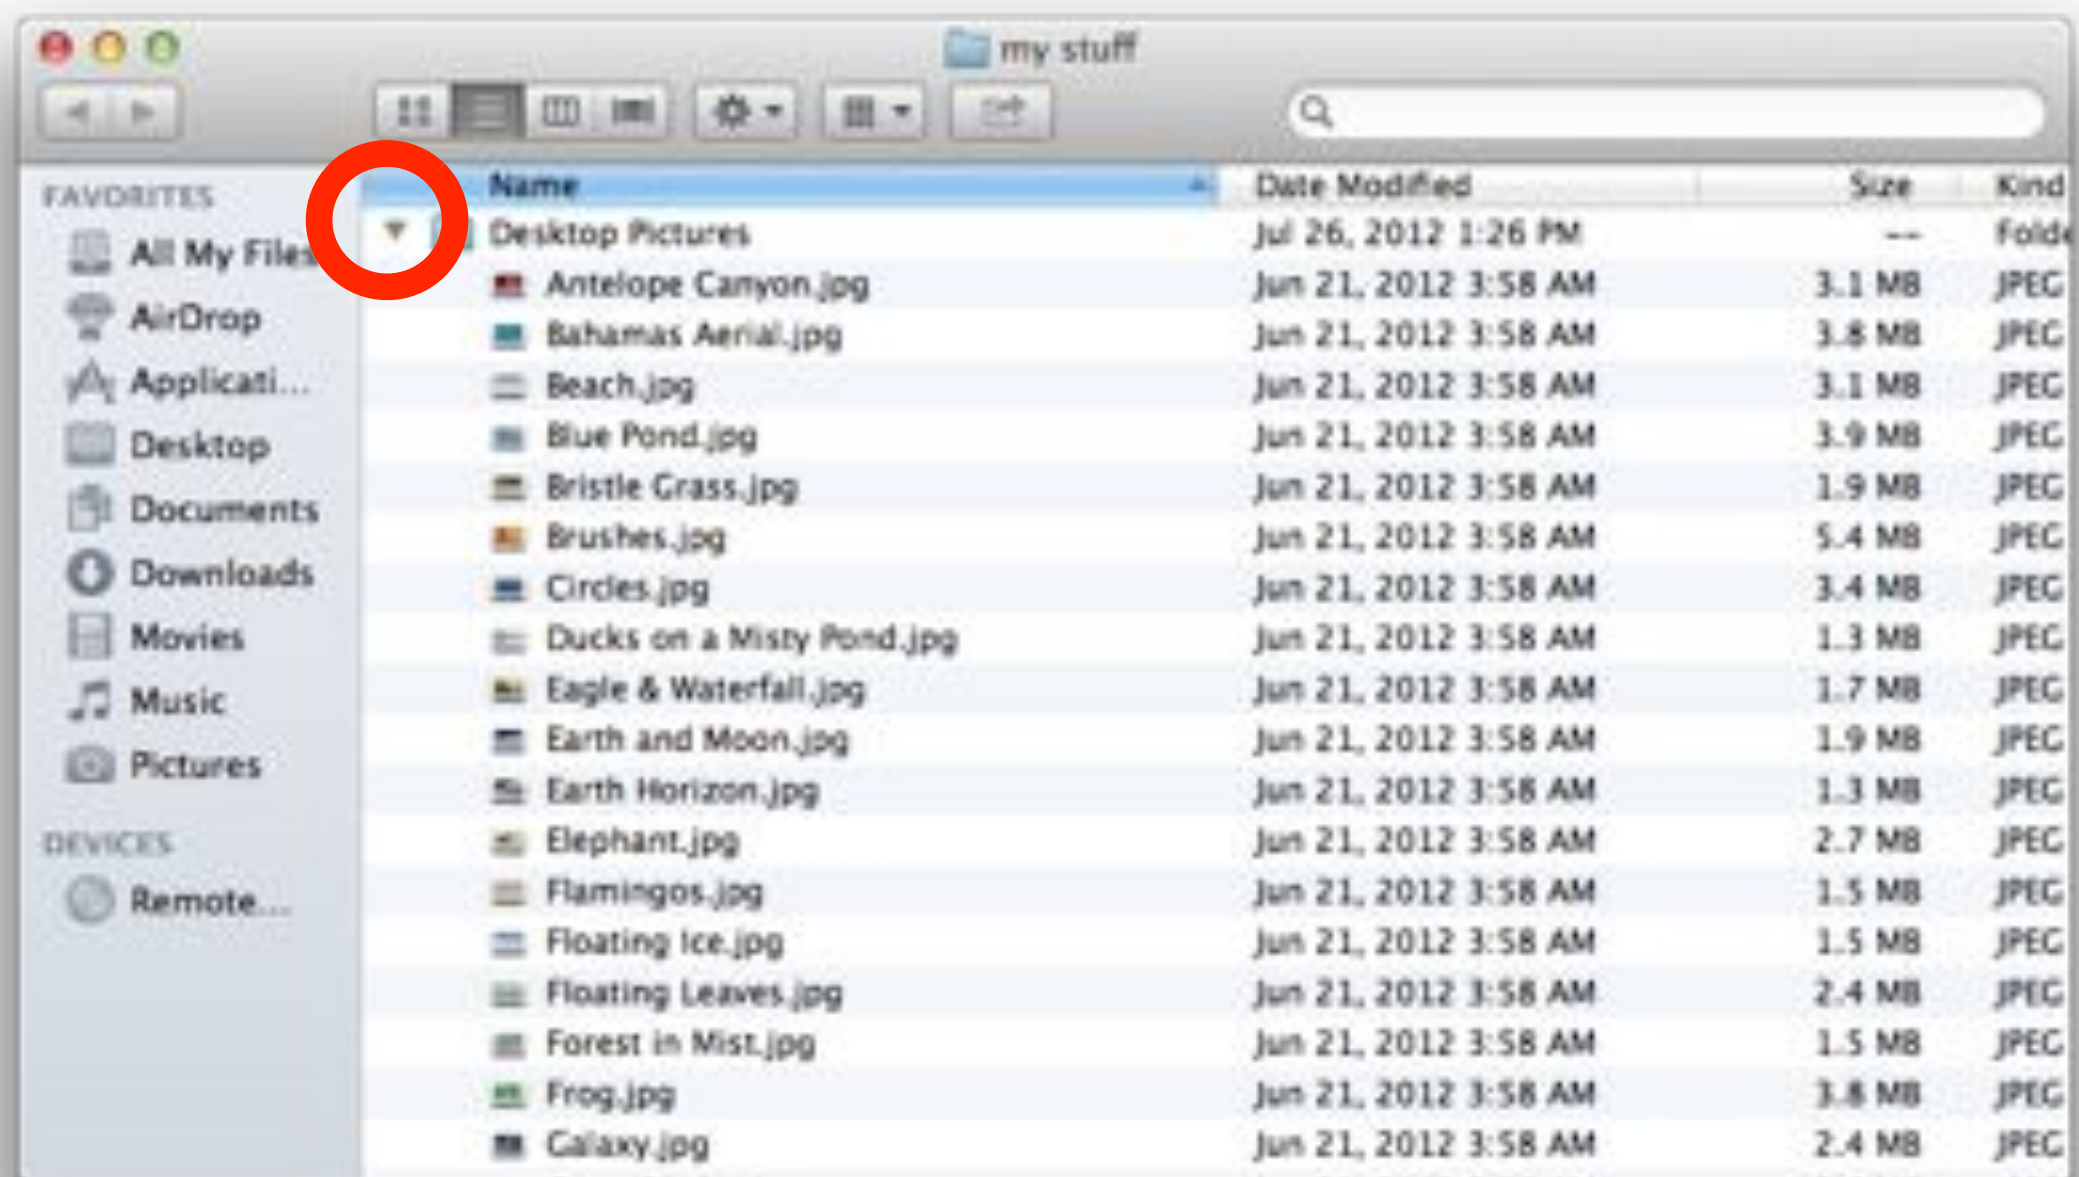 my stuff
FAVORITES
All My Files
AirDrop
Applicati...
Desktop
Documents
Downloads
Movies
Music
Pictures
DEVICES
Remote...
Name Date Modified Size Kind
Desktop Pictures Jul 26, 2012 1:26 PM -- Folde
Antelope Canyon.jpg Jun 21, 2012 3:58 AM 3.1 MB JPEG
Bahamas Aerial.jpg Jun 21, 2012 3:58 AM 3.8 MB JPEG
Beach.jpg Jun 21, 2012 3:58 AM 3.1 MB JPEG
Blue Pond.jpg Jun 21, 2012 3:58 AM 3.9 MB JPEG
Bristle Grass.jpg Jun 21, 2012 3:58 AM 1.9 MB JPEG
Brushes.jpg Jun 21, 2012 3:58 AM 5.4 MB JPEG
Circles.jpg Jun 21, 2012 3:58 AM 3.4 MB JPEG
Ducks on a Misty Pond.jpg Jun 21, 2012 3:58 AM 1.3 MB JPEG
Eagle & Waterfall.jpg Jun 21, 2012 3:58 AM 1.7 MB JPEG
Earth and Moon.jpg Jun 21, 2012 3:58 AM 1.9 MB JPEG
Earth Horizon.jpg Jun 21, 2012 3:58 AM 1.3 MB JPEG
Elephant.jpg Jun 21, 2012 3:58 AM 2.7 MB JPEG
Flamingos.jpg Jun 21, 2012 3:58 AM 1.5 MB JPEG
Floating Ice.jpg Jun 21, 2012 3:58 AM 1.5 MB JPEG
Floating Leaves.jpg Jun 21, 2012 3:58 AM 2.4 MB JPEG
Forest in Mist.jpg Jun 21, 2012 3:58 AM 1.5 MB JPEG
Frog.jpg Jun 21, 2012 3:58 AM 3.8 MB JPEG
Galaxy.jpg Jun 21, 2012 3:58 AM 2.4 MB JPEG